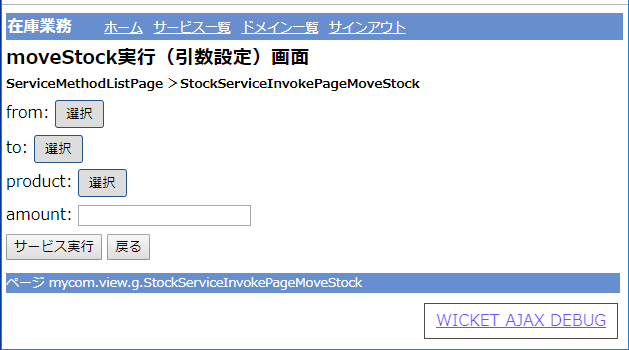 在庫業務 ホーム サービス一覧 ドメイン一覧 サインアウト
moveStock実行（引数設定）画面
ServiceMethodListPage > StockServiceInvokePageMoveStock
from: 選択
to: 選択
product: 選択
amount:
サービス実行 戻る
ページ mycom.view.g.StockServiceInvokePageMoveStock
WICKET AJAX DEBUG